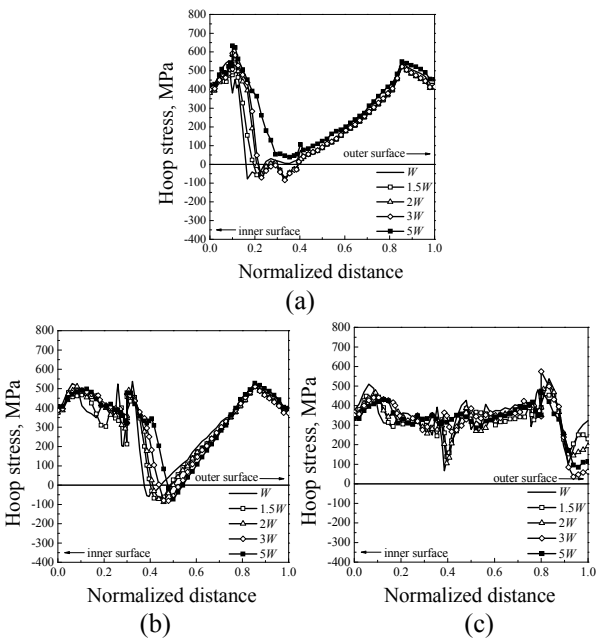 800
700
600
500
400
300
200
100
0
-100
-200
-300
-400
Hoop stress, MPa
outer surface
W
1.5W
2W
3W
5W
inner surface
0.0 0.2 0.4 0.6 0.8 1.0
Normalized distance
(a)
800
700
600
500
400
300
200
100
0
-100
-200
-300
-400
Hoop stress, MPa
outer surface
W
1.5W
2W
3W
5W
inner surface
0.0 0.2 0.4 0.6 0.8 1.0
Normalized distance
(b)
800
700
600
500
400
300
200
100
0
-100
-200
-300
-400
Hoop stress, MPa
outer surface
W
1.5W
2W
3W
5W
inner surface
0.0 0.2 0.4 0.6 0.8 1.0
Normalized distance
(c)